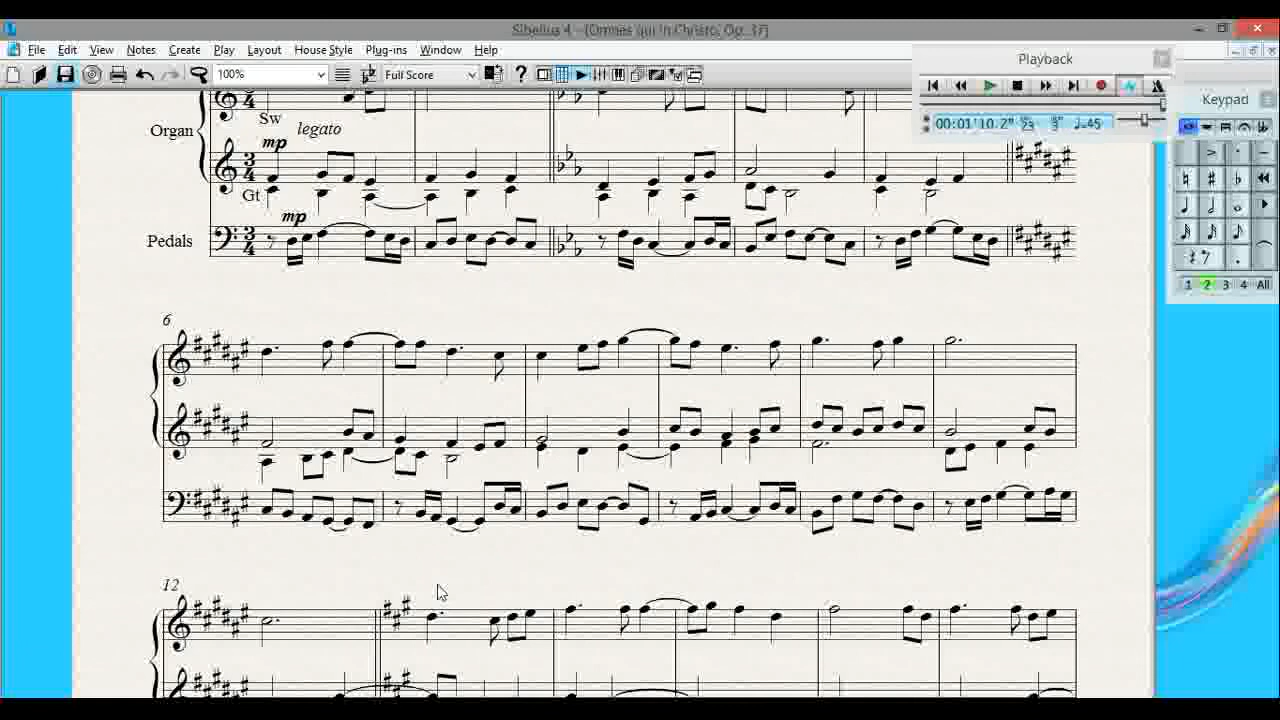 Sibelius 4 - [Omnes qui in Christo, Op. 37]
File Edit View Notes Create Play Layout House Style Plug-ins Window Help
100% Full Score
Playback
00:01'10.2"
♩=45
Keypad
1 2 3 4 All
Organ
Sw
legato
mp
Gt
mp
Pedals
6
12